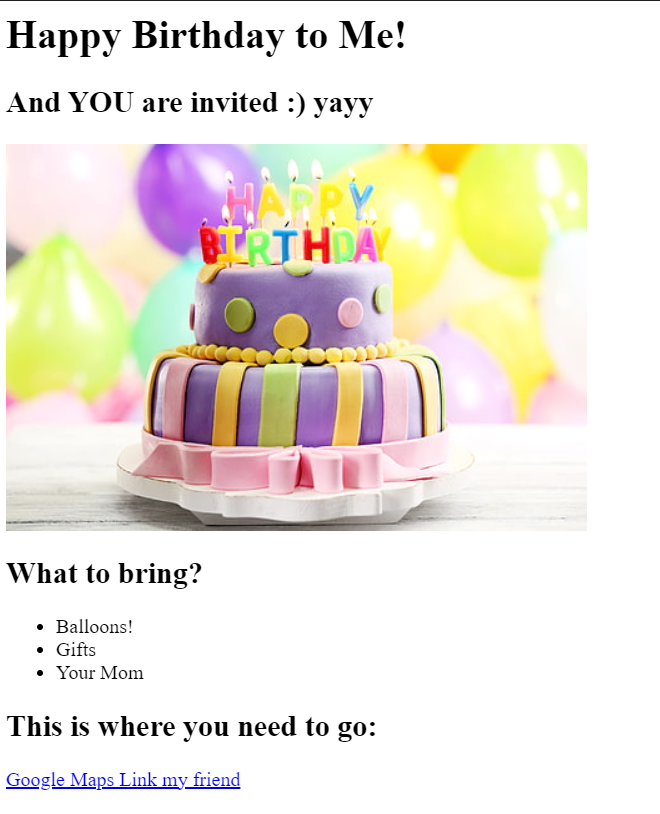 Happy Birthday to Me!
And YOU are invited :) yayy
HAPPY
BIRTHDAY
What to bring?
Balloons!
Gifts
Your Mom
This is where you need to go:
Google Maps Link my friend